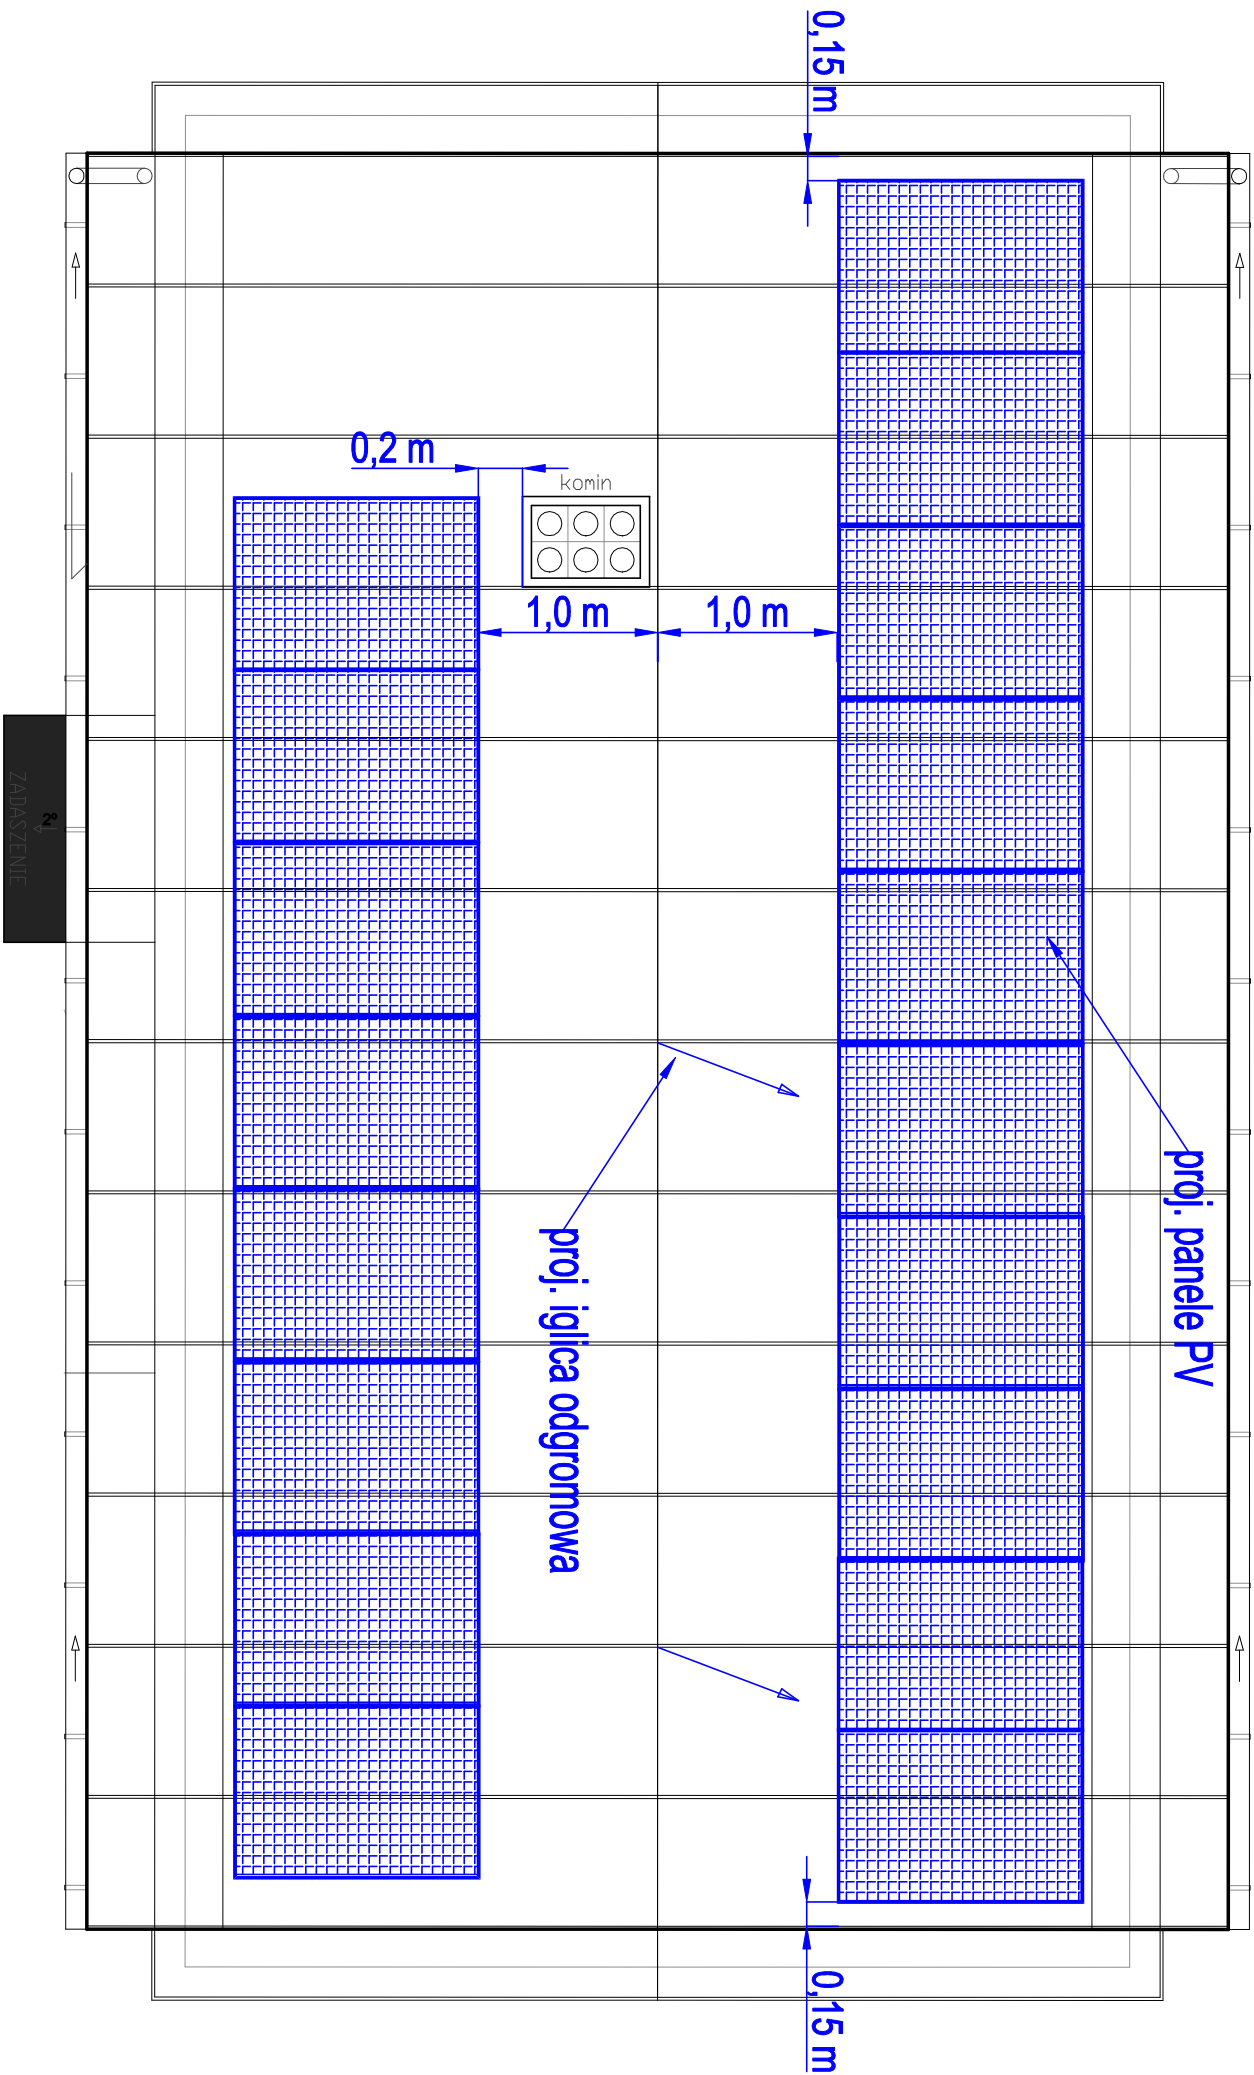 0,15 m
0,2 m
komin
1,0 m
1,0 m
ZADASZENIE
2°
proj. panele PV
proj. iglica odgromowa
0,15 m